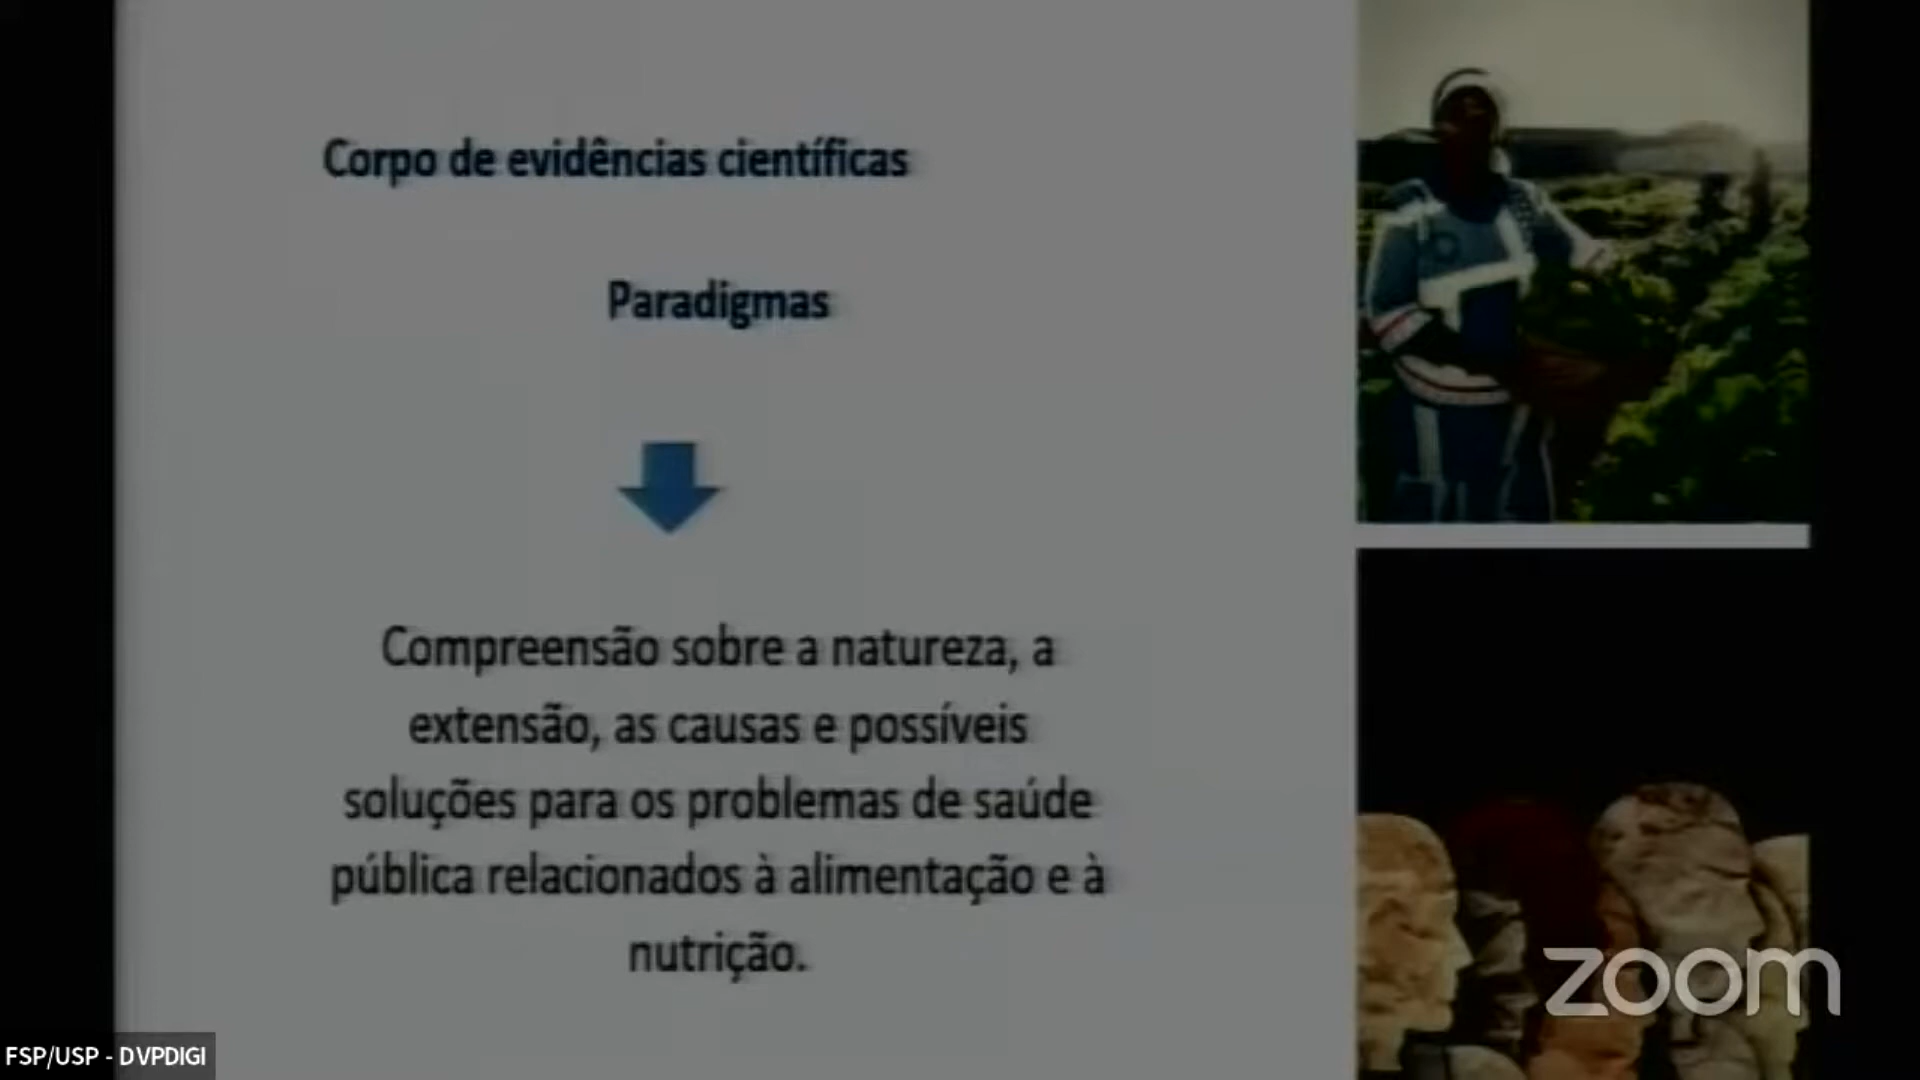 Corpo de evidências científicas
Paradigmas
Compreensão sobre a natureza, a
extensão, as causas e possíveis
soluções para os problemas de saúde
pública relacionados à alimentação e à
nutrição.
zoom
FSP/USP - DVPDIGI